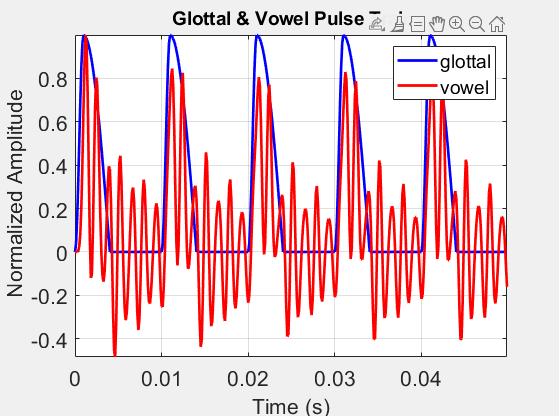 Glottal & Vowel Pulse
glottal
vowel
Normalized Amplitude
0.8
0.6
0.4
0.2
0
-0.2
-0.4
0 0.01 0.02 0.03 0.04
Time (s)